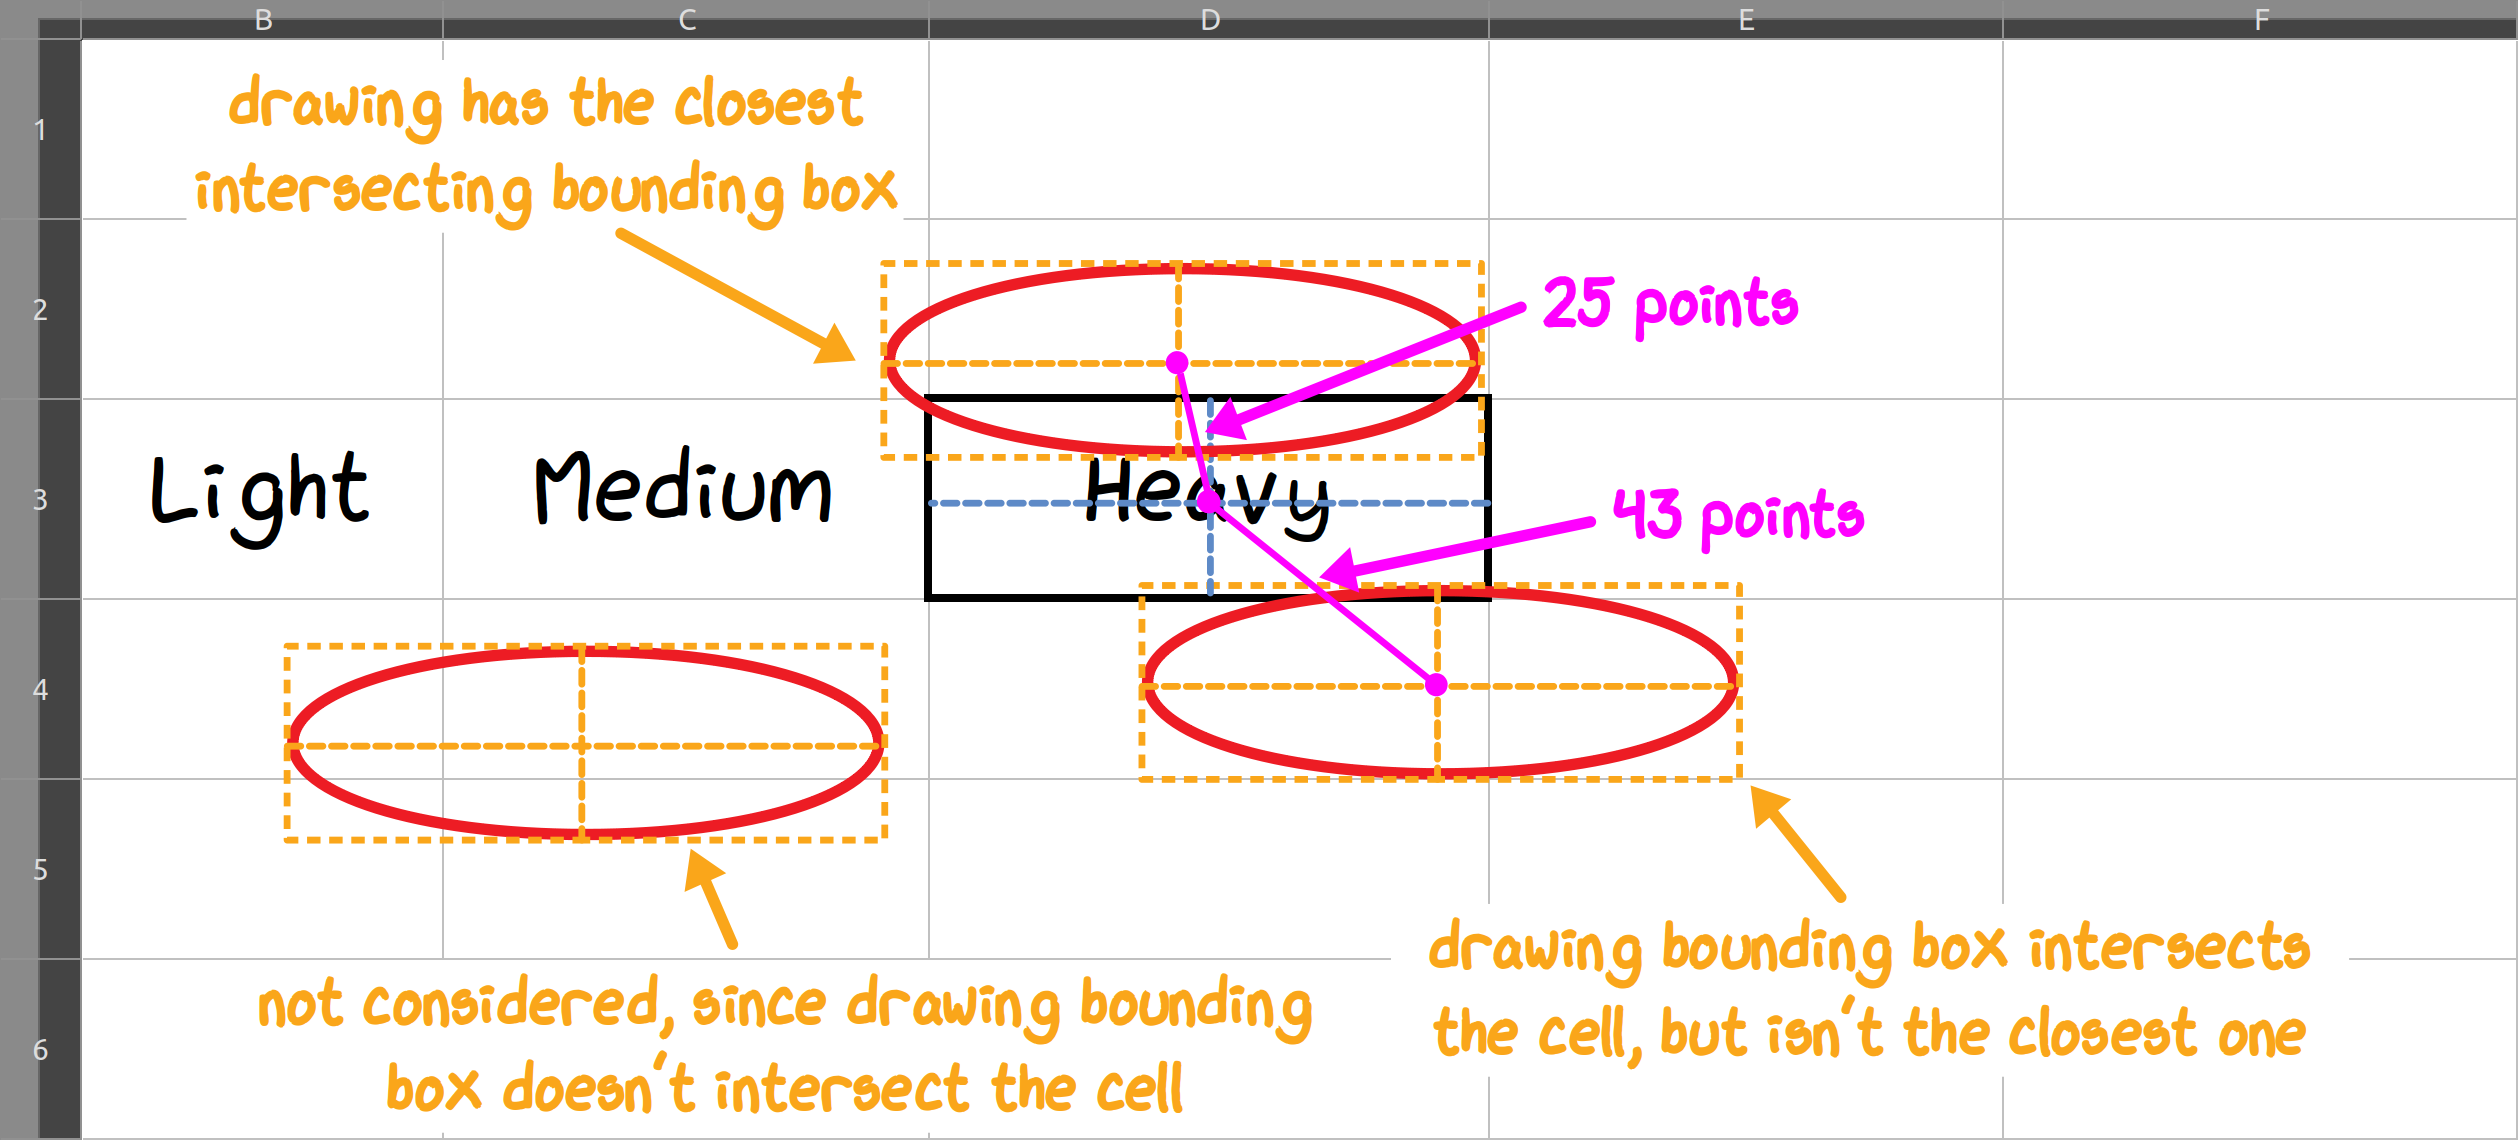 B C D E F
1
drawing has the closest
intersecting bounding box
2
25 points
3
Light Medium Heavy
43 points
4
5
drawing bounding box intersects
the cell, but isn't the closest one
6
not considered, since drawing bounding
box doesn't intersect the cell